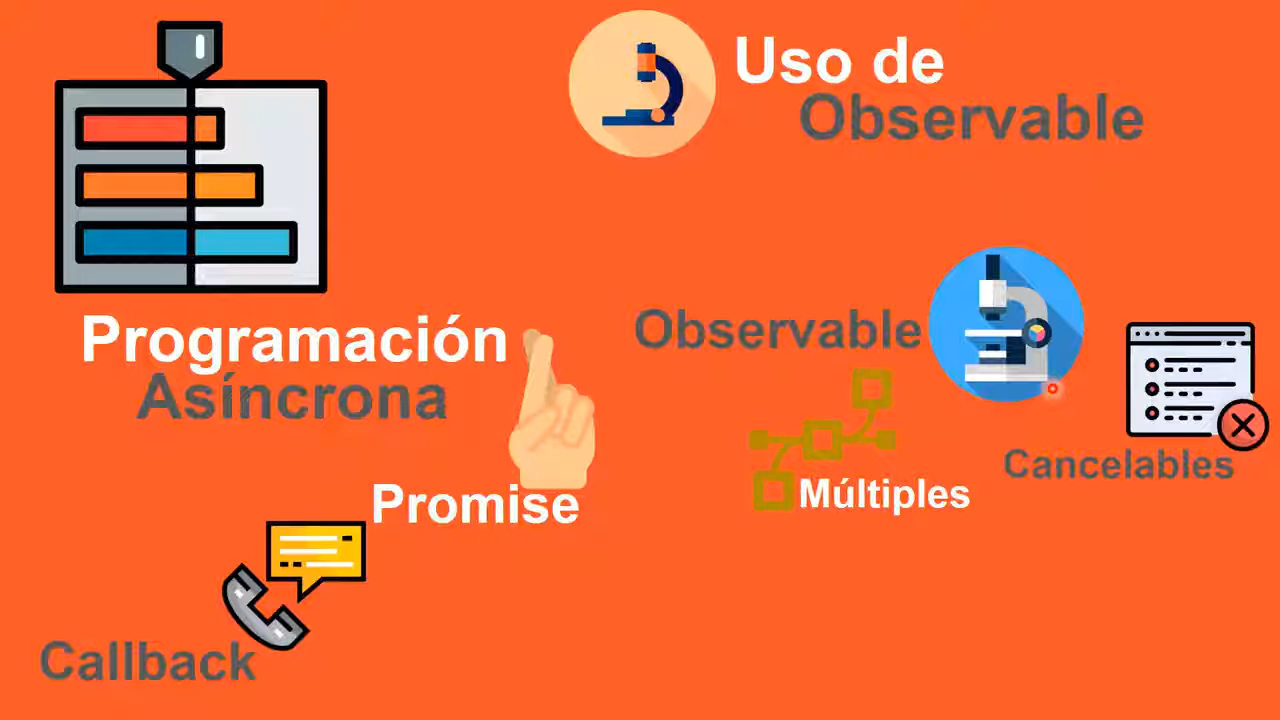 Uso de
Observable
Programación
Asíncrona
Promise
Callback
Observable
Múltiples
Cancelables